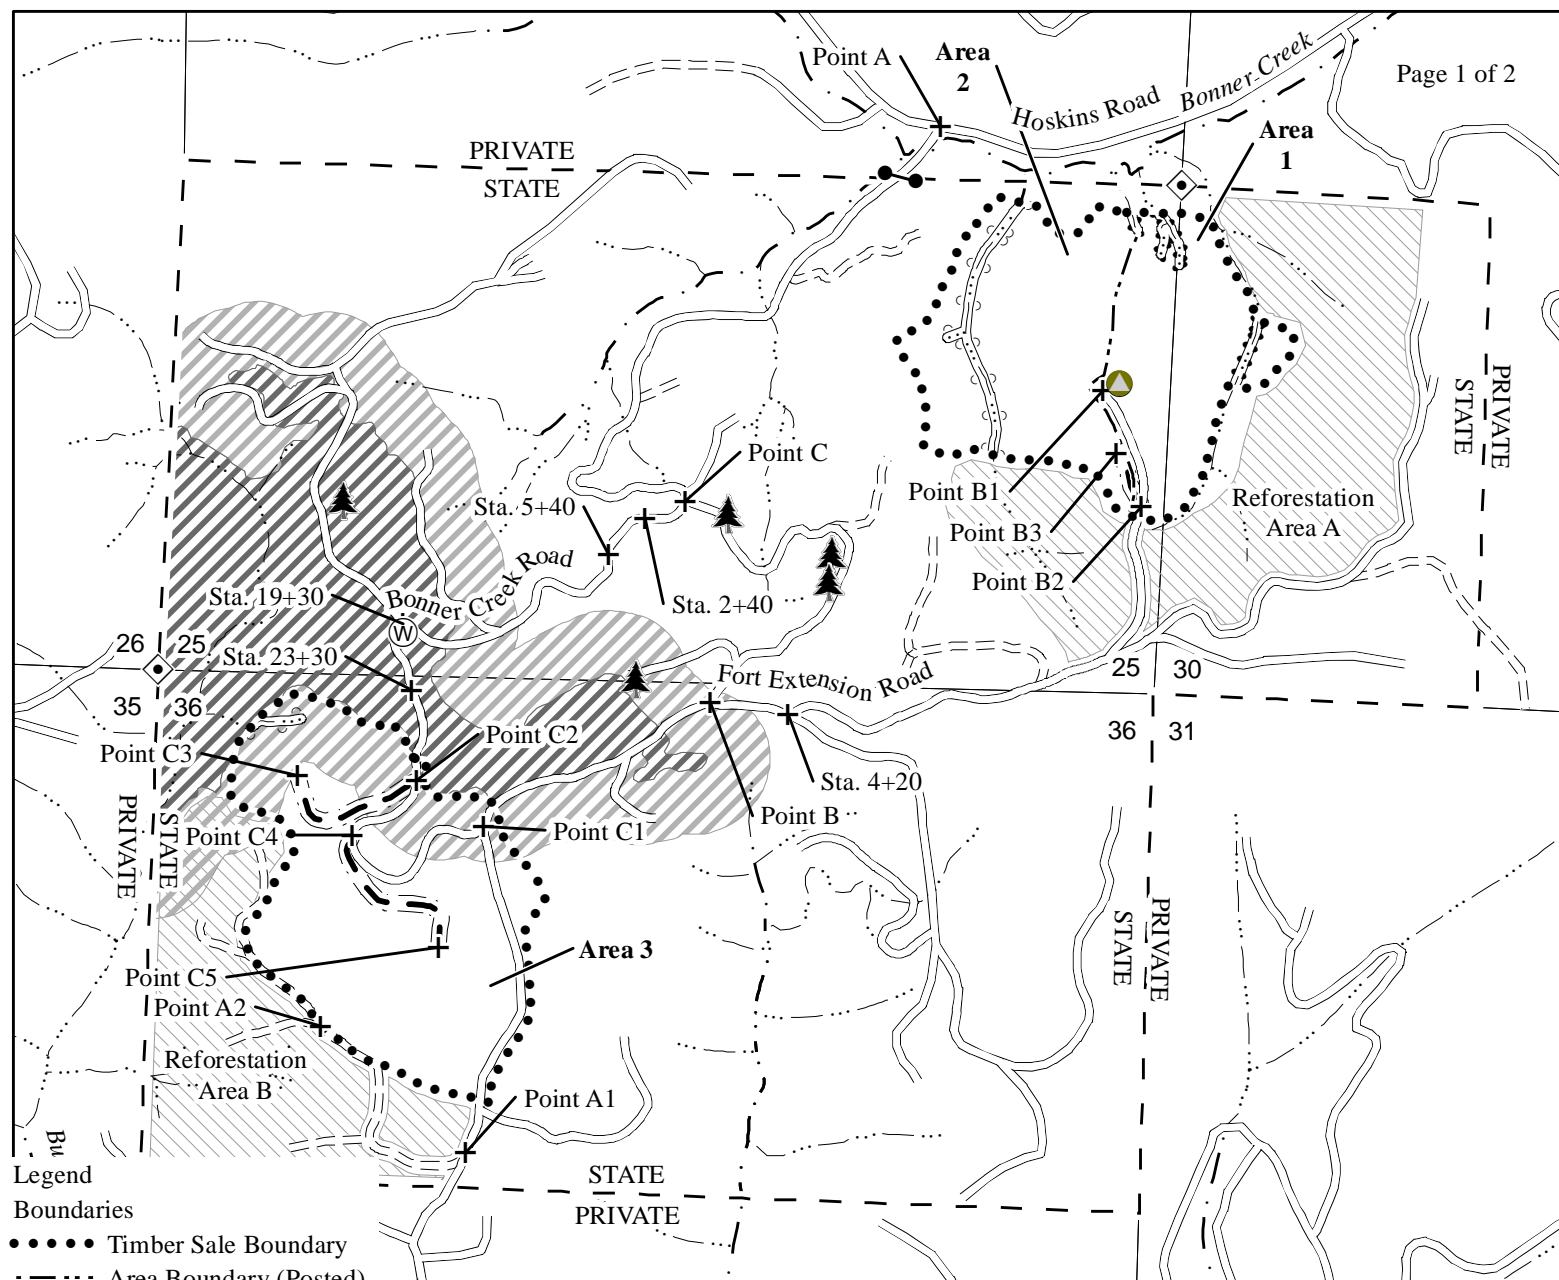 Point A
Area
2
Hoskins Road
Bonner Creek
Page 1 of 2
Area
1
PRIVATE
STATE
PRIVATE
STATE
Point C
Sta. 5+40
Point B1
Point B3
Point B2
Reforestation
Area A
Sta. 19+30
Bonner Creek Road
W
Sta. 2+40
26 25
Sta. 23+30
Fort Extension Road
25 30
35 36
36 31
Point C3
Point C2
Sta. 4+20
PRIVATE
STATE
Point C4
Point C1
Point B
PRIVATE
STATE
Area 3
Point C5
Point A2
Reforestation
Area B
Point A1
Bu
STATE
PRIVATE
Legend
Boundaries
Timber Sale Boundary
Area Boundary (Posted)